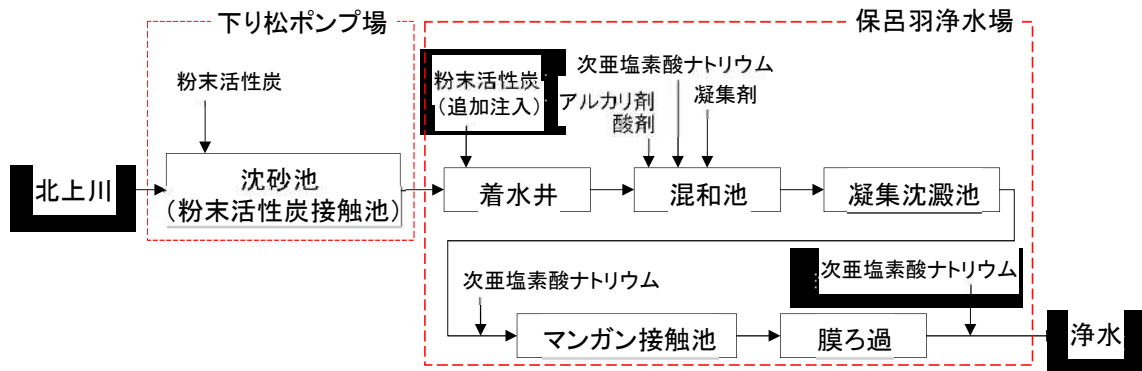 下り松ポンプ場
保呂羽浄水場
粉末活性炭
粉末活性炭
(追加注入)
次亜塩素酸ナトリウム
アルカリ剤
酸剤
凝集剤
北上川
沈砂池
(粉末活性炭接触池)
着水井
混和池
凝集沈澱池
次亜塩素酸ナトリウム
次亜塩素酸ナトリウム
マンガン接触池
膜ろ過
浄水